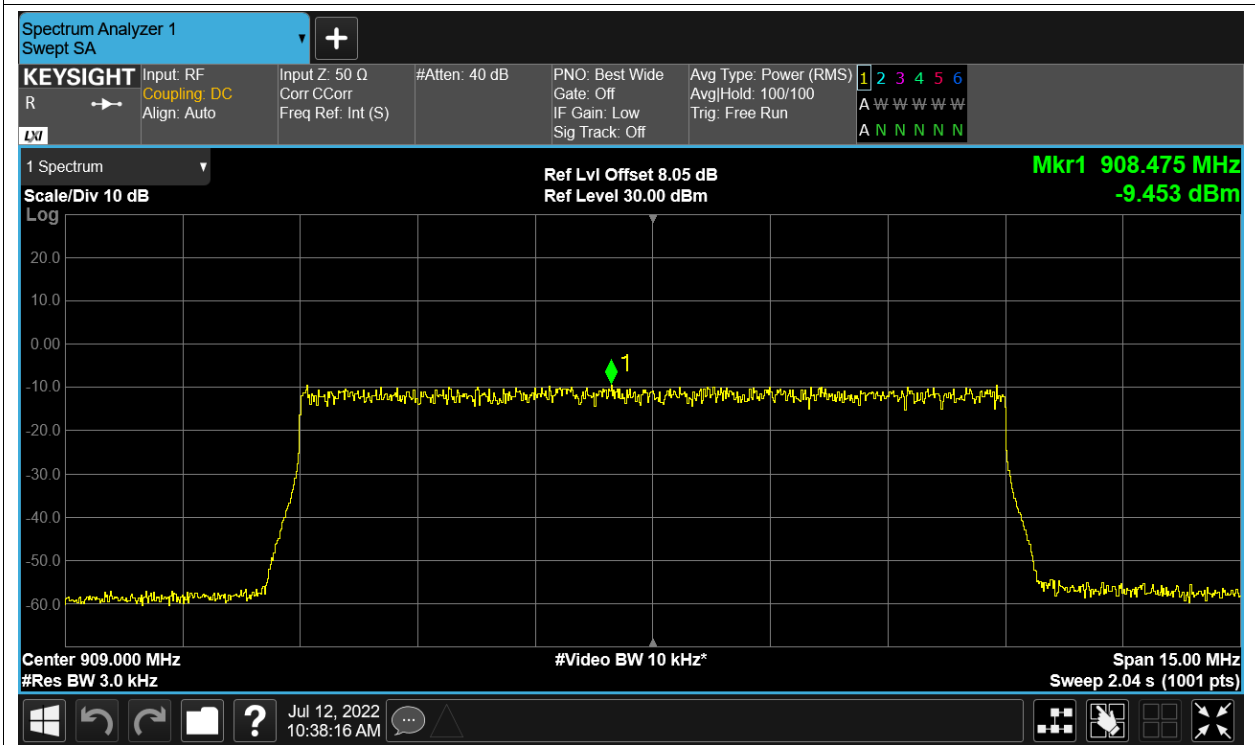 Spectrum Analyzer 1
Swept SA
+
KEYSIGHT
R
LXI
Input: RF
Coupling: DC
Align: Auto
Input Z: 50 Ω
Corr CCorr
Freq Ref: Int (S)
#Atten: 40 dB
PNO: Best Wide
Gate: Off
IF Gain: Low
Sig Track: Off
Avg Type: Power (RMS)
Avg|Hold: 100/100
Trig: Free Run
1 2 3 4 5 6
A W W W W W
A N N N N N
1 Spectrum
Scale/Div 10 dB
Log
Ref Lvl Offset 8.05 dB
Ref Level 30.00 dBm
Mkr1 908.475 MHz
-9.453 dBm
20.0
10.0
0.00
-10.0
-20.0
-30.0
-40.0
-50.0
-60.0
1
Center 909.000 MHz
#Res BW 3.0 kHz
#Video BW 10 kHz*
Span 15.00 MHz
Sweep 2.04 s (1001 pts)
?
Jul 12, 2022
10:38:16 AM